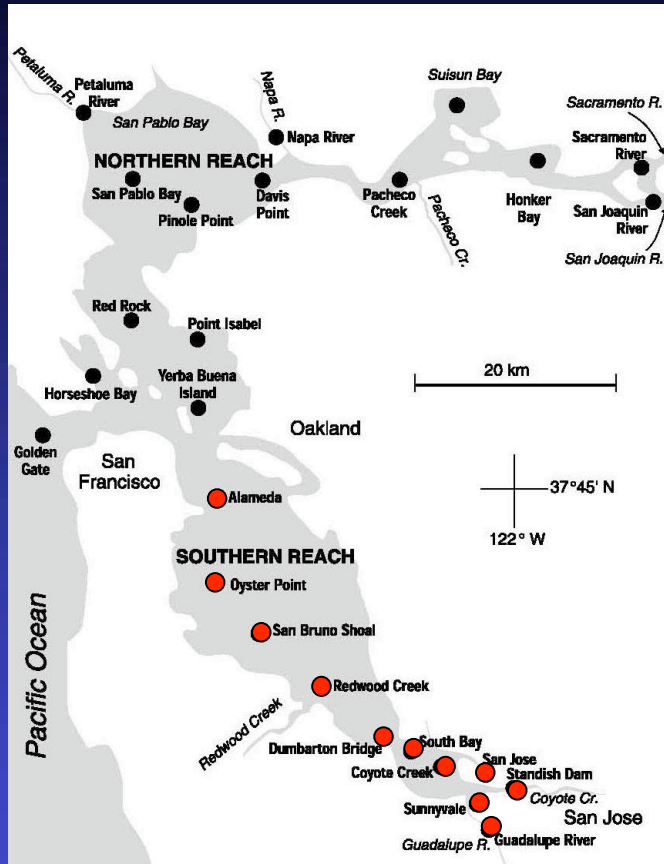 Petaluma R.
Petaluma
River
San Pablo Bay
Napa R.
Napa River
Suisun Bay
Sacramento R.
Sacramento
River
NORTHERN REACH
San Pablo Bay
Pinole Point
Davis
Point
Pacheco
Creek
Pacheco Cr.
Honker
Bay
San Joaquin
River
San Joaquin R.
Red Rock
Point Isabel
Horseshoe Bay
Yerba Buena
Island
20 km
Golden
Gate
San
Francisco
Oakland
Alameda
37°45' N
122° W
SOUTHERN REACH
Oyster Point
San Bruno Shoal
Pacific Ocean
Redwood Creek
Redwood Creek
Dumbarton Bridge
South Bay
Coyote Creek
San Jose
Standish Dam
Coyote Cr.
Sunnyvale
San Jose
Guadalupe R.
Guadalupe River